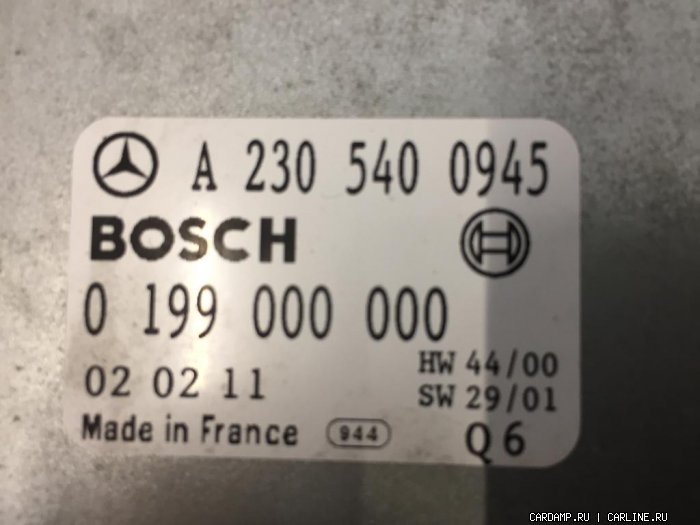 A 230 540 0945
BOSCH
0 199 000 000
02 02 11
HW 44/00
SW 29/01
Made in France 944 Q6
CARDAMP.RU | CARLINE.RU